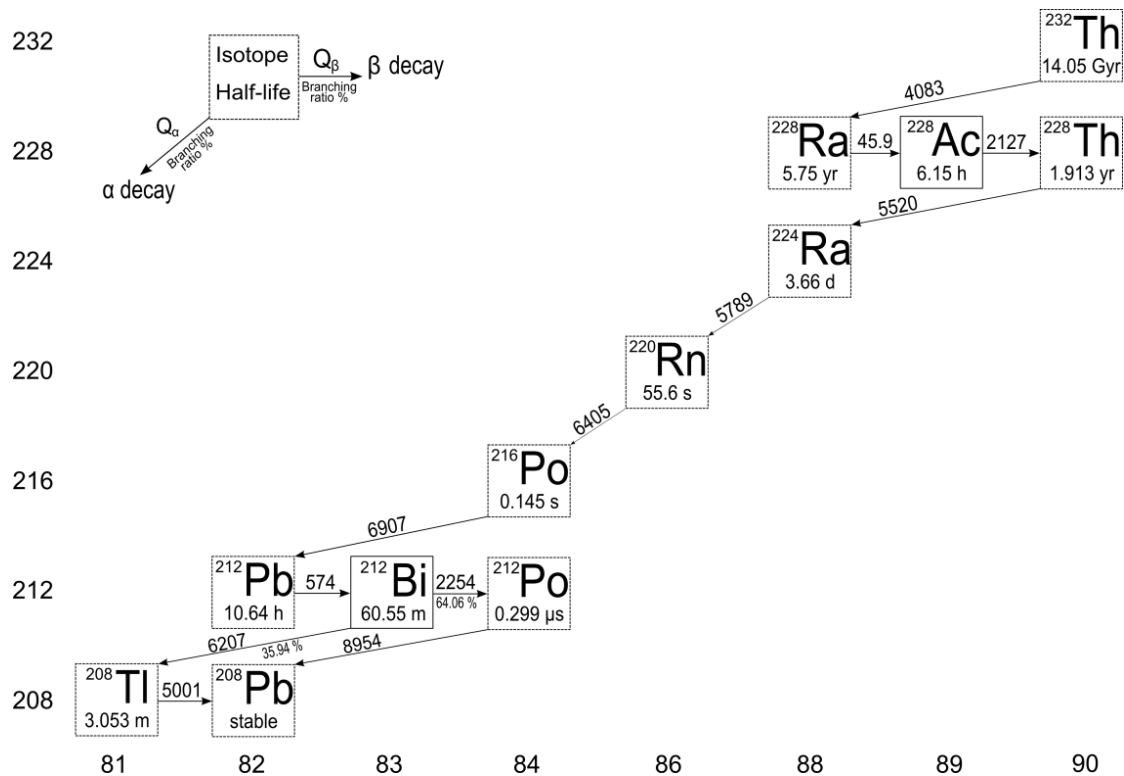 232
Isotope
Half-life
Qβ
Branching
ratio %
β decay
Qα
Branching
ratio %
α decay
232Th
14.05 Gyr
4083
228
228Ra
5.75 yr
45.9
228Ac
6.15 h
2127
228Th
1.913 yr
5520
224
224Ra
3.66 d
5789
220
220Rn
55.6 s
6405
216
216Po
0.145 s
6907
212
212Pb
10.64 h
574
212Bi
60.55 m
2254
64.06 %
212Po
0.299 µs
6207
35.94 %
8954
208
208Tl
3.053 m
5001
208Pb
stable
81 82 83 84 86 88 89 90